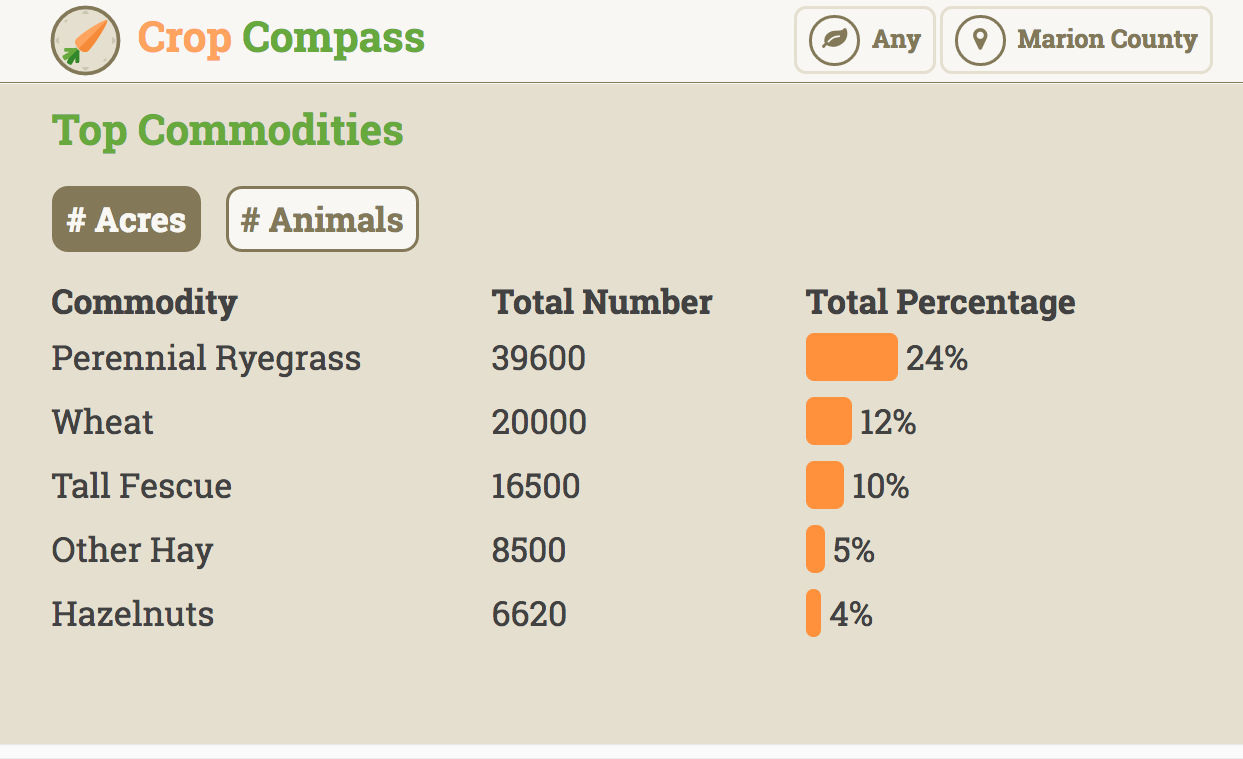 Crop Compass
Any
Marion County
Top Commodities
# Acres
# Animals
Commodity Total Number Total Percentage
Perennial Ryegrass 39600 24%
Wheat 20000 12%
Tall Fescue 16500 10%
Other Hay 8500 5%
Hazelnuts 6620 4%